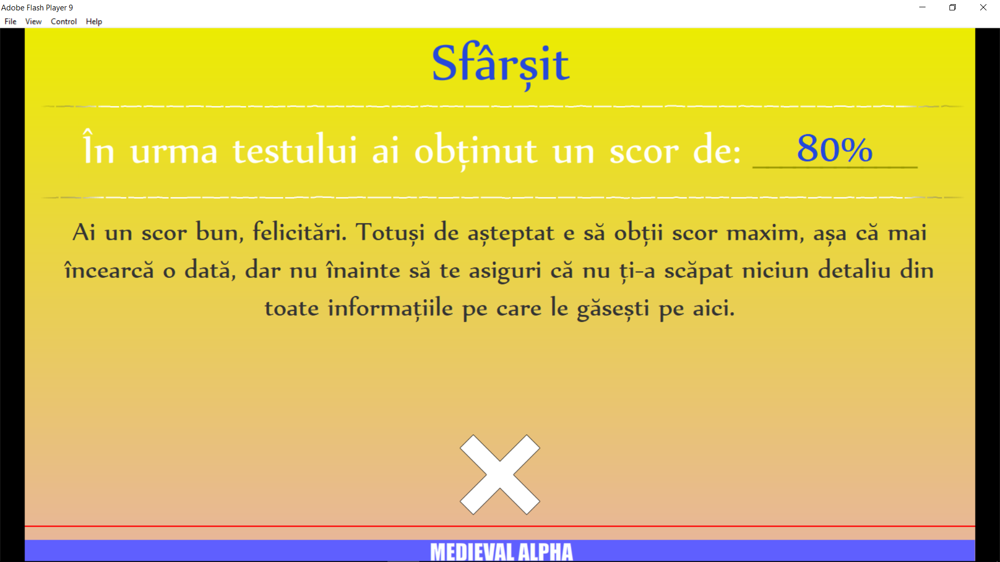 Adobe Flash Player 9
File View Control Help
Sfârșit
În urma testului ai obținut un scor de: 80%
Ai un scor bun, felicitări. Totuși de așteptat e să obții scor maxim, așa că mai
încearcă o dată, dar nu înainte să te asiguri că nu ți-a scăpat niciun detaliu din
toate informațiile pe care le găsești pe aici.
MEDIEVAL ALPHA